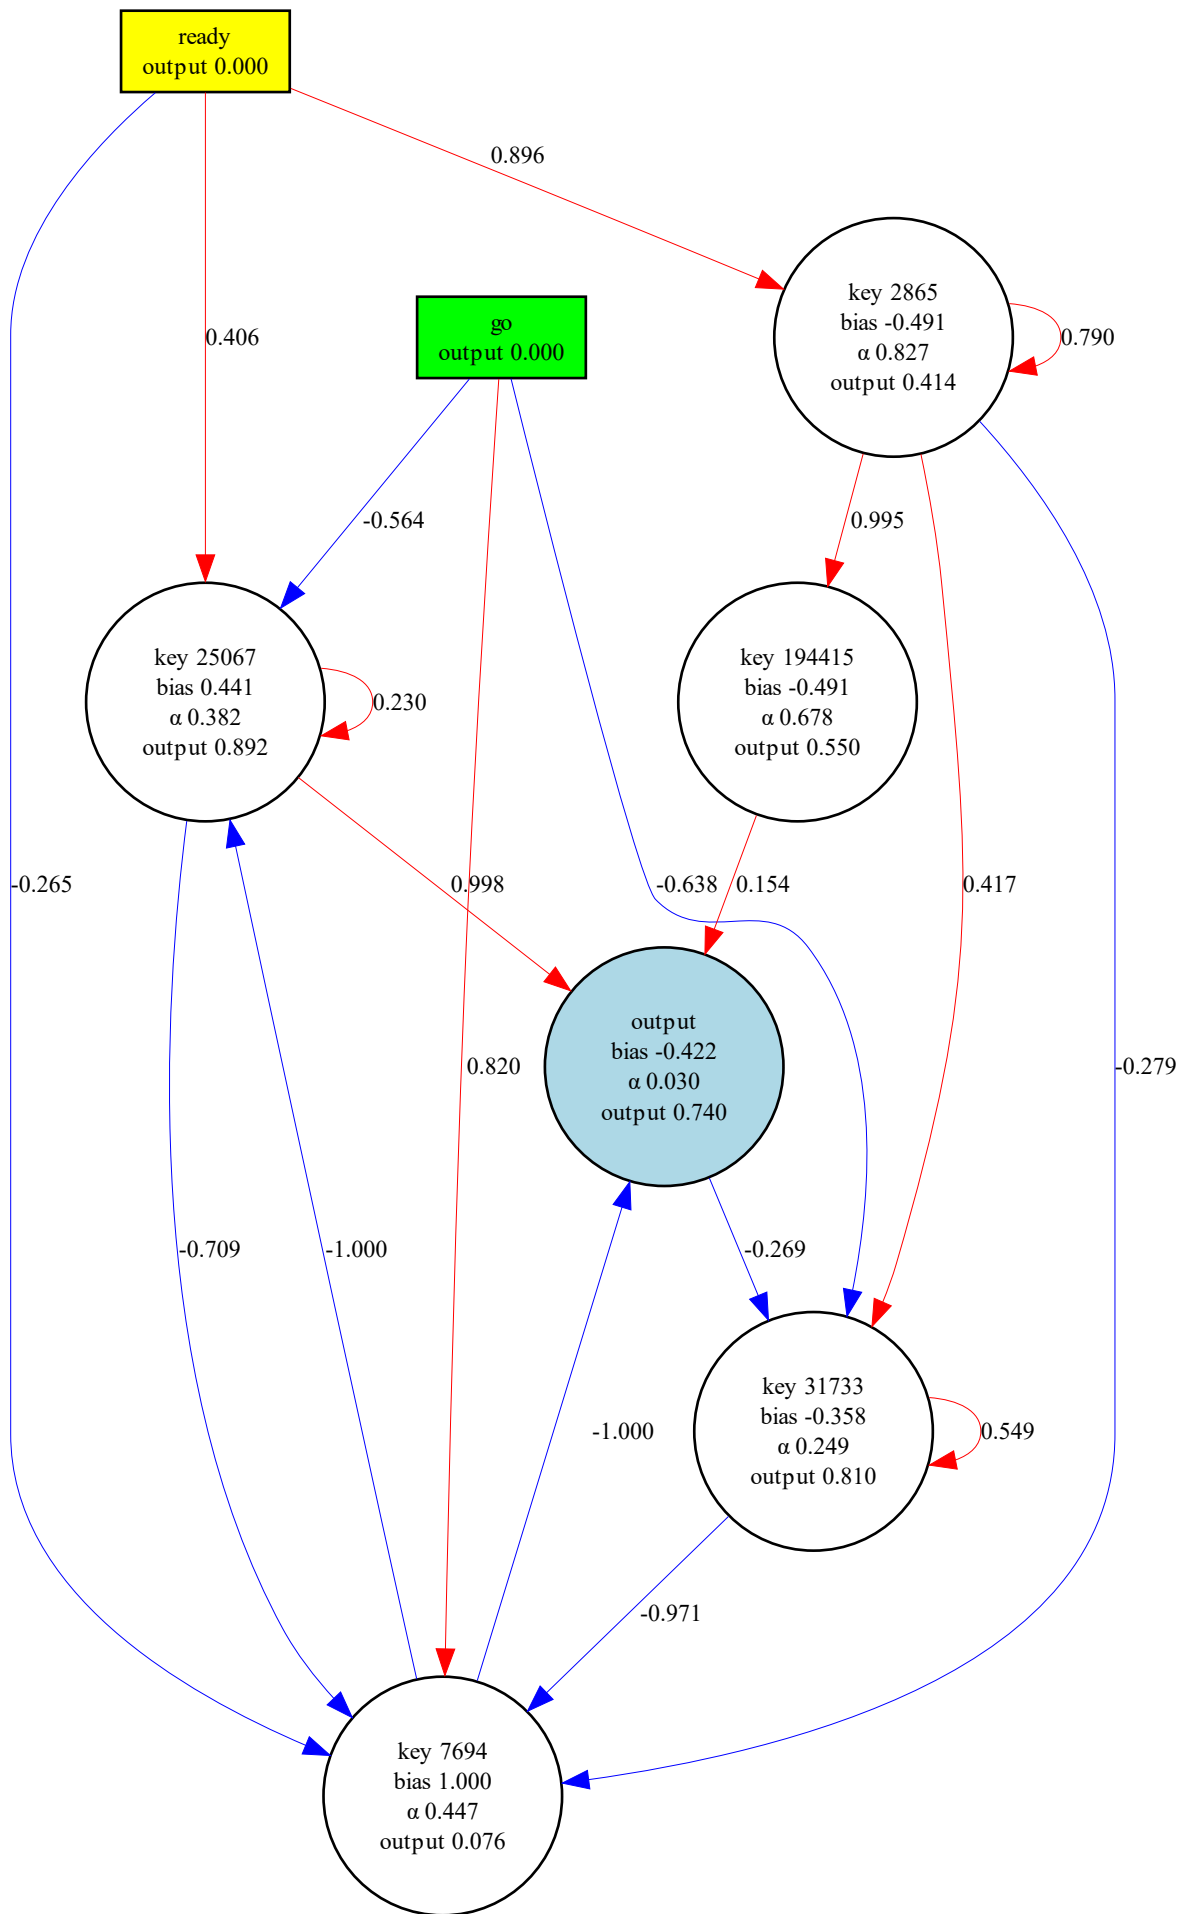 ready
output 0.000
0.896
key 2865
bias -0.491
α 0.827
output 0.414
0.790
go
output 0.000
0.406
-0.564
0.995
key 25067
bias 0.441
α 0.382
output 0.892
0.230
key 194415
bias -0.491
α 0.678
output 0.550
-0.265
0.998
-0.638
0.154
0.417
output
bias -0.422
α 0.030
output 0.740
0.820
-0.279
-0.709
-1.000
-0.269
key 31733
bias -0.358
α 0.249
output 0.810
0.549
-1.000
-0.971
key 7694
bias 1.000
α 0.447
output 0.076